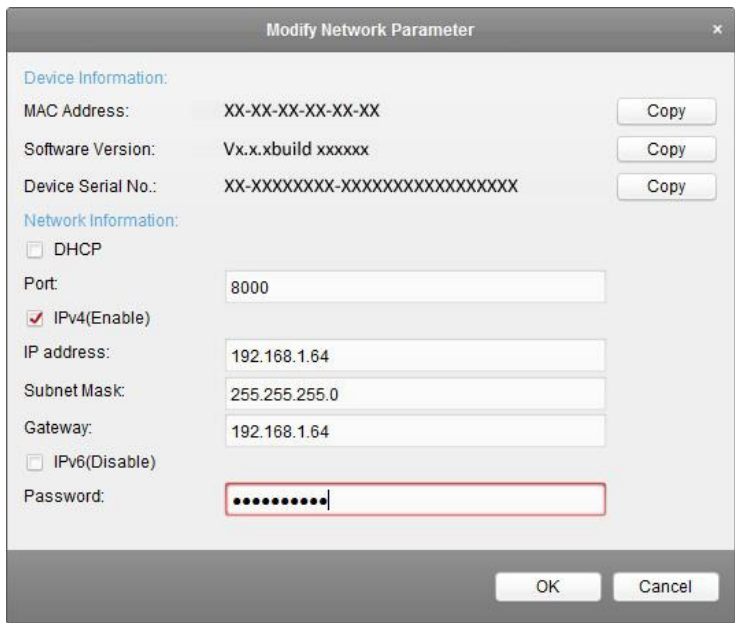 Modify Network Parameter ×
Device Information:
MAC Address: XX-XX-XX-XX-XX-XX Copy
Software Version: Vx.x.xbuild xxxxxx Copy
Device Serial No.: XX-XXXXXXXX-XXXXXXXXXXXXXXXXX Copy
Network Information:
DHCP
Port: 8000
IPv4(Enable)
IP address: 192.168.1.64
Subnet Mask: 255.255.255.0
Gateway: 192.168.1.64
IPv6(Disable)
Password: ●●●●●●●●●●
OK Cancel